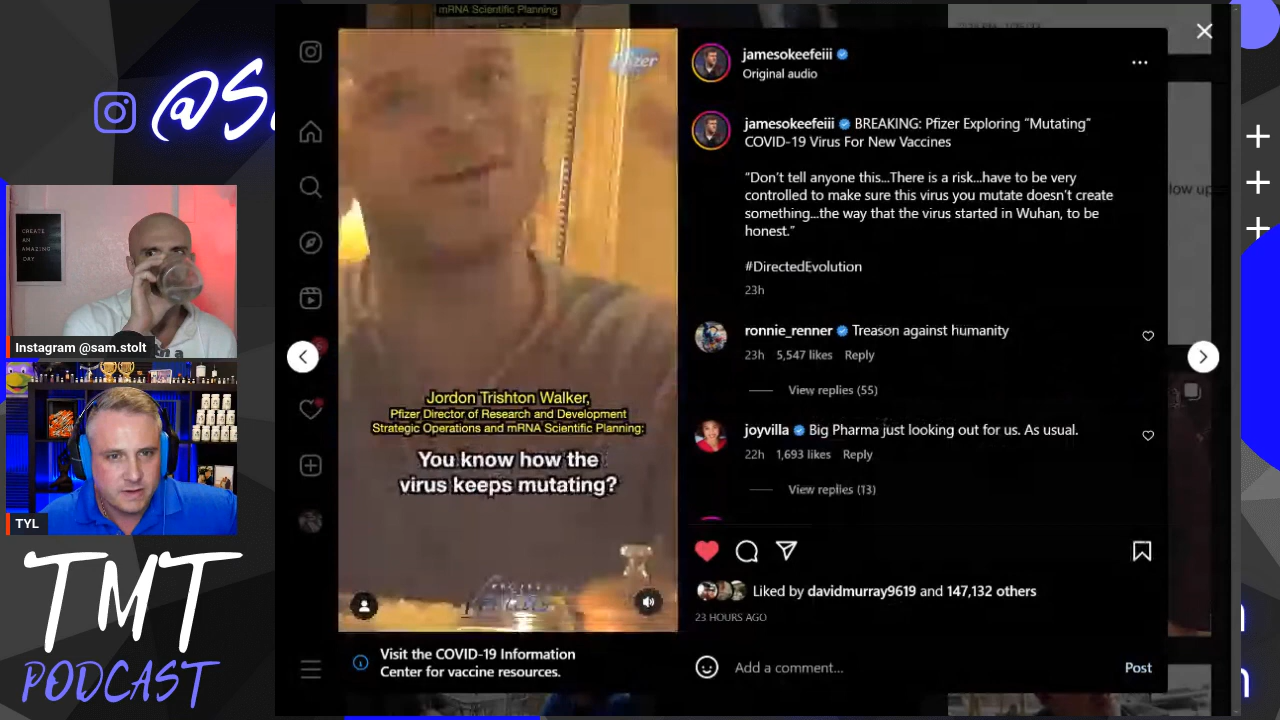 mRNA Scientific Planning
@S
CREATE
AN
AMAZING
DAY
Instagram @sam.stolt
TYL
TMT
PODCAST
Pfizer
Jordon Trishton Walker,
Pfizer Director of Research and Development
Strategic Operations and mRNA Scientific Planning:
You know how the
virus keeps mutating?
Visit the COVID-19 Information
Center for vaccine resources.
jamesokeefeiii
Original audio
jamesokeefeiii BREAKING: Pfizer Exploring “Mutating”
COVID-19 Virus For New Vaccines
“Don’t tell anyone this...There is a risk...have to be very
controlled to make sure this virus you mutate doesn’t create
something...the way that the virus started in Wuhan, to be
honest.”
#DirectedEvolution
23h
ronnie_renner Treason against humanity
23h 5,547 likes Reply
View replies (55)
joyvilla Big Pharma just looking out for us. As usual.
22h 1,693 likes Reply
View replies (13)
Liked by davidmurray9619 and 147,132 others
23 HOURS AGO
Add a comment...
Post
low up